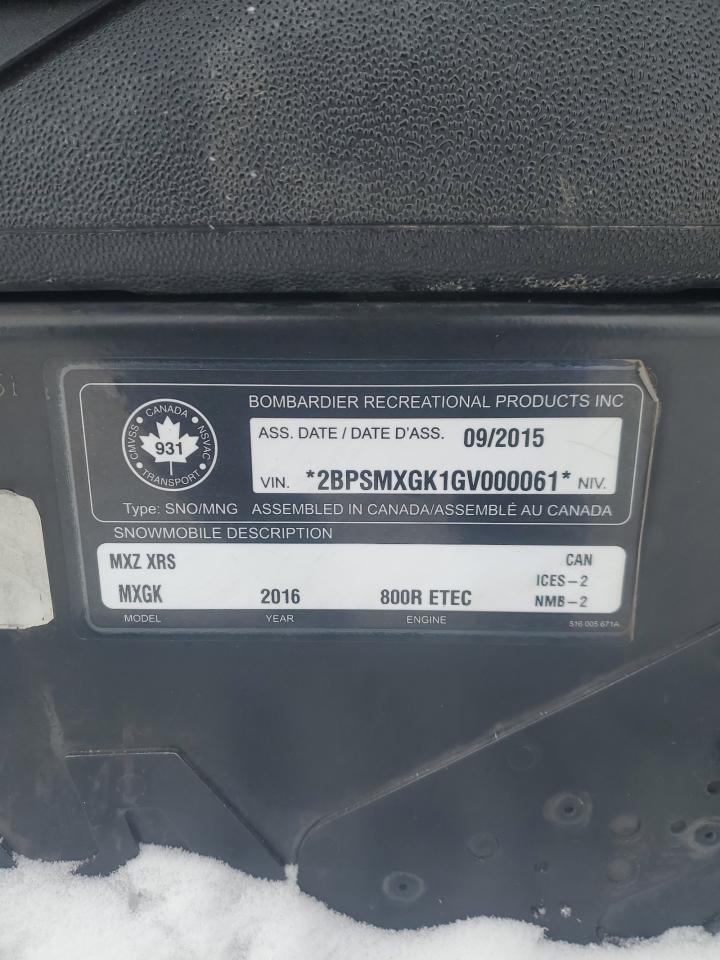 BOMBARDIER RECREATIONAL PRODUCTS INC
CANADA
CMVSS
NSVAC
931
TRANSPORT
ASS. DATE / DATE D'ASS. 09/2015
VIN. *2BPSMXGK1GV000061* NIV.
Type: SNO/MNG ASSEMBLED IN CANADA/ASSEMBLÉ AU CANADA
SNOWMOBILE DESCRIPTION
MXZ XRS CAN
ICES-2
MXGK 2016 800R ETEC NMB-2
MODEL YEAR ENGINE 516 005 671A